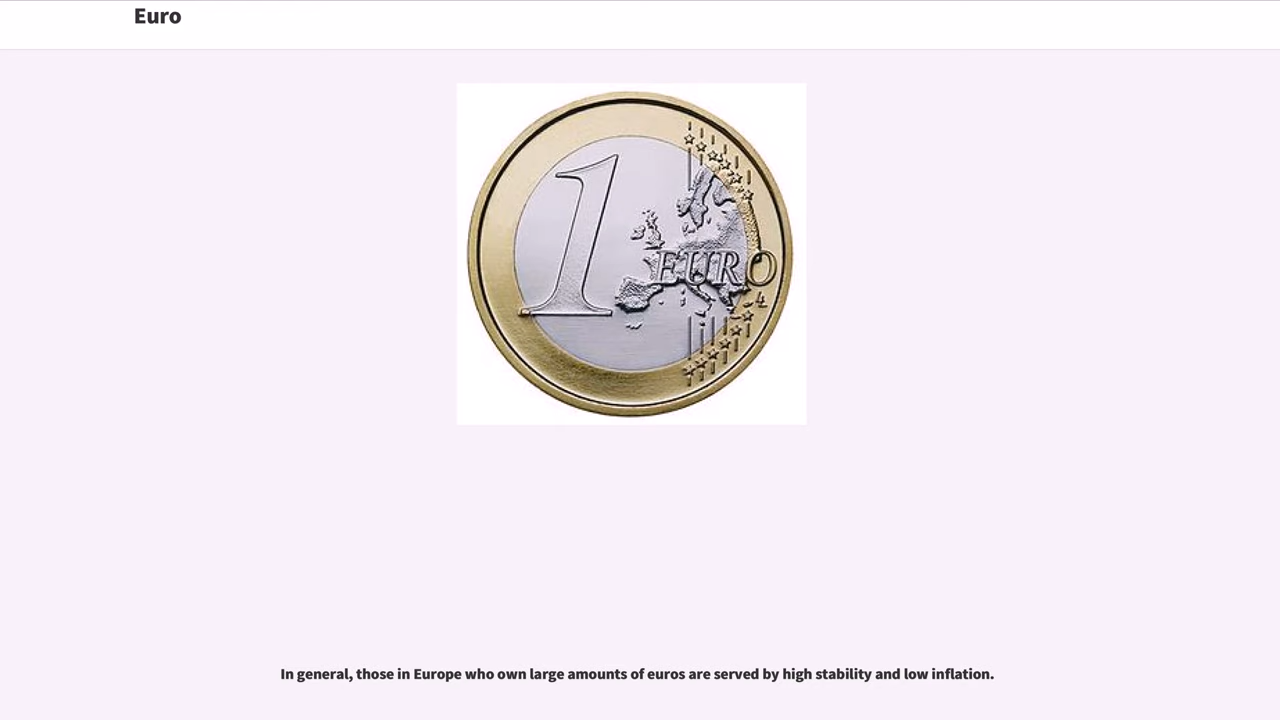 Euro
1
EURO
In general, those in Europe who own large amounts of euros are served by high stability and low inflation.